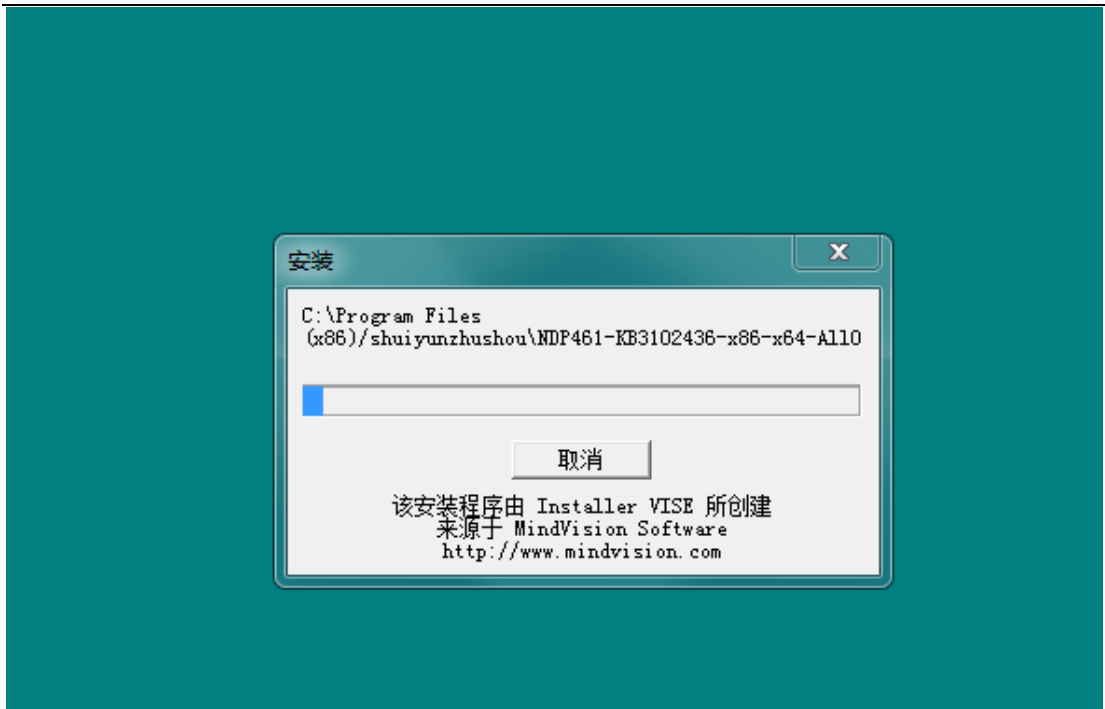 安装
C:\Program Files
(x86)/shuiyunzhushou\NDP461-KB3102436-x86-x64-AllO
取消
该安装程序由 Installer VISE 所创建
来源于 MindVision Software
http://www.mindvision.com